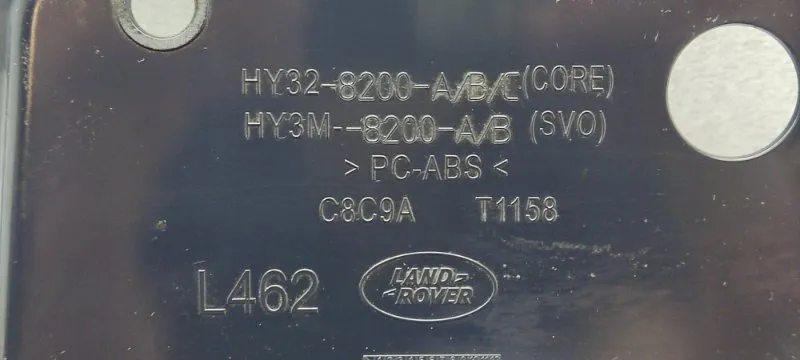 HY32-8200-A/B/C (CORE)
HY3M-8200-A/B (SVO)
> PC-ABS <
C8C9A T1158
L462
LAND-
-ROVER